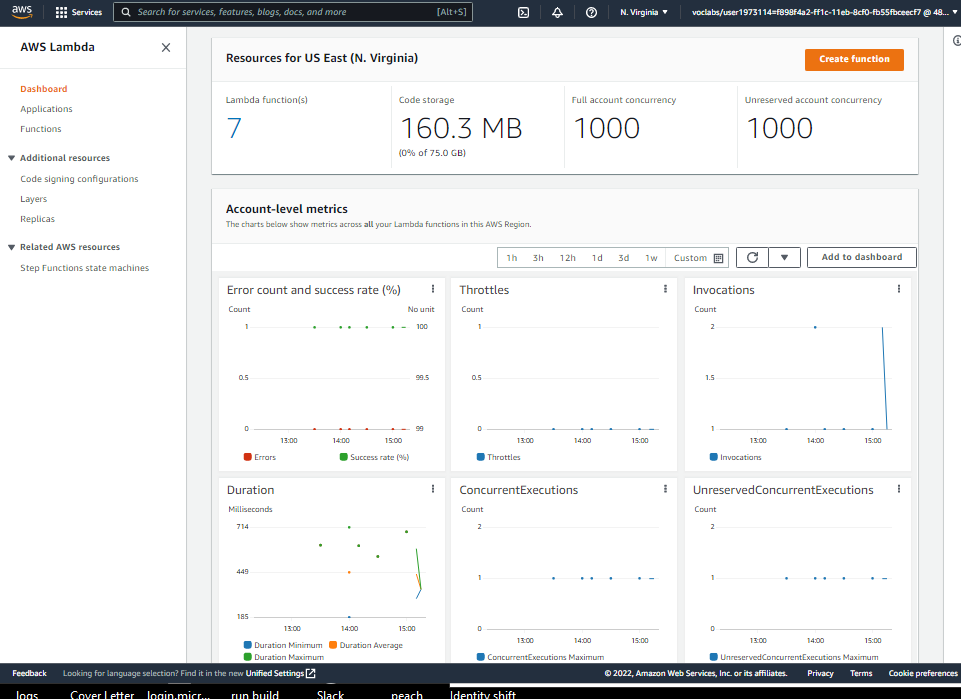 aws
Services
Search for services, features, blogs, docs, and more
[Alt+S]
N. Virginia
voclabs/user1973114=f898f4a2-ff1c-11eb-8cf0-fb55fbceecf7 @ 48...
AWS Lambda
Dashboard
Applications
Functions
Additional resources
Code signing configurations
Layers
Replicas
Related AWS resources
Step Functions state machines
Resources for US East (N. Virginia)
Create function
Lambda function(s)
7
Code storage
160.3 MB
(0% of 75.0 GB)
Full account concurrency
1000
Unreserved account concurrency
1000
Account-level metrics
The charts below show metrics across all your Lambda functions in this AWS Region.
1h 3h 12h 1d 3d 1w Custom
Add to dashboard
Error count and success rate (%)
Count No unit
1 100
0.5 99.5
0 99
13:00 14:00 15:00
Errors Success rate (%)
Throttles
Count
1
0.5
0
13:00 14:00 15:00
Throttles
Invocations
Count
2
1.5
1
13:00 14:00 15:00
Invocations
Duration
Milliseconds
714
449
185
13:00 14:00 15:00
Duration Minimum Duration Average
Duration Maximum
ConcurrentExecutions
Count
2
1
0
13:00 14:00 15:00
ConcurrentExecutions Maximum
UnreservedConcurrentExecutions
Count
2
1
0
13:00 14:00 15:00
UnreservedConcurrentExecutions Maximum
Feedback
Looking for language selection? Find it in the new Unified Settings
© 2022, Amazon Web Services, Inc. or its affiliates.
Privacy
Terms
Cookie preferences
logs Cover Letter login.micr... run build Slack peach Identity shift